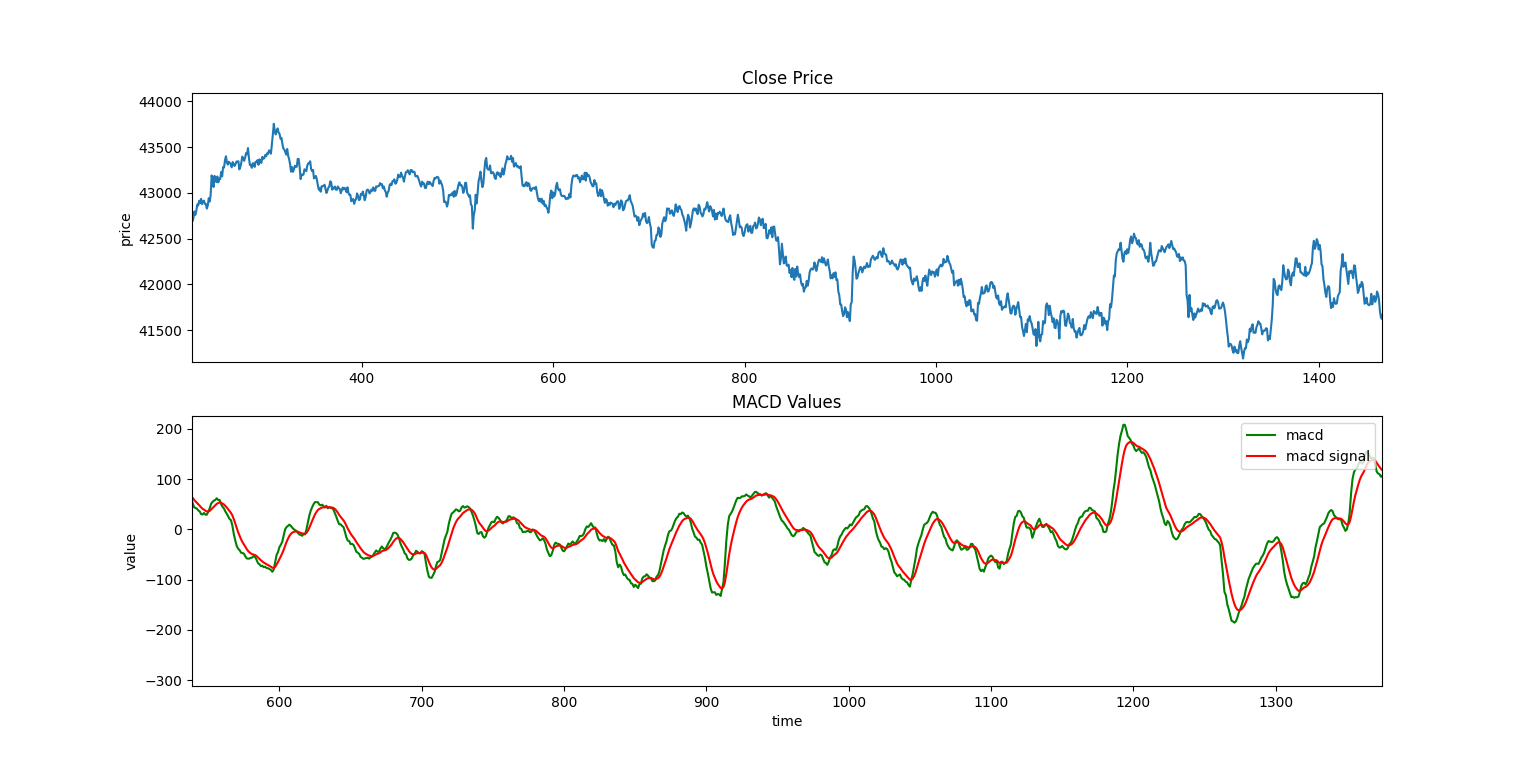 Close Price
44000
43500
43000
42500
42000
41500
price
400 600 800 1000 1200 1400
MACD Values
200
100
0
−100
−200
−300
value
macd
macd signal
600 700 800 900 1000 1100 1200 1300
time